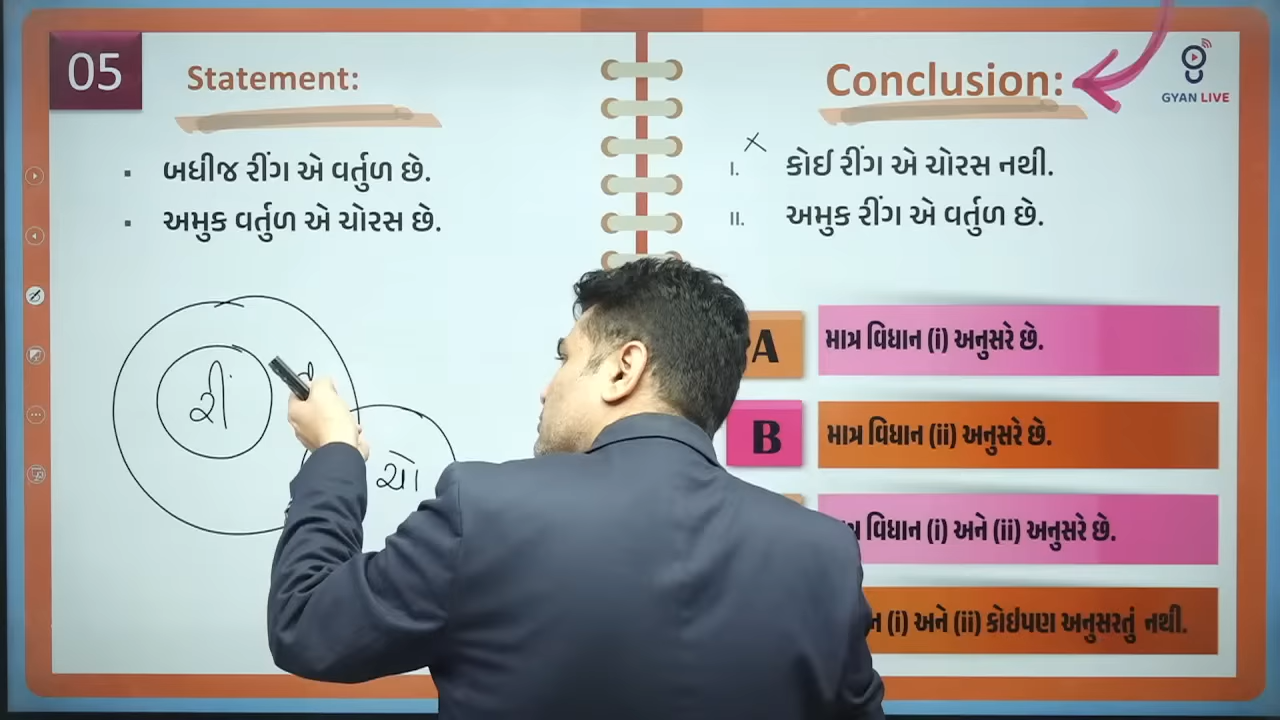 05
Statement:
બધીજ રીંગ એ વર્તુળ છે.
અમુક વર્તુળ એ ચોરસ છે.
રીં
ચો
Conclusion:
GYAN LIVE
I. કોઈ રીંગ એ ચોરસ નથી.
II. અમુક રીંગ એ વર્તુળ છે.
A માત્ર વિધાન (i) અનુસરે છે.
B માત્ર વિધાન (ii) અનુસરે છે.
વિધાન (i) અને (ii) અનુસરે છે.
(i) અને (ii) કોઇપણ અનુસરતું નથી.